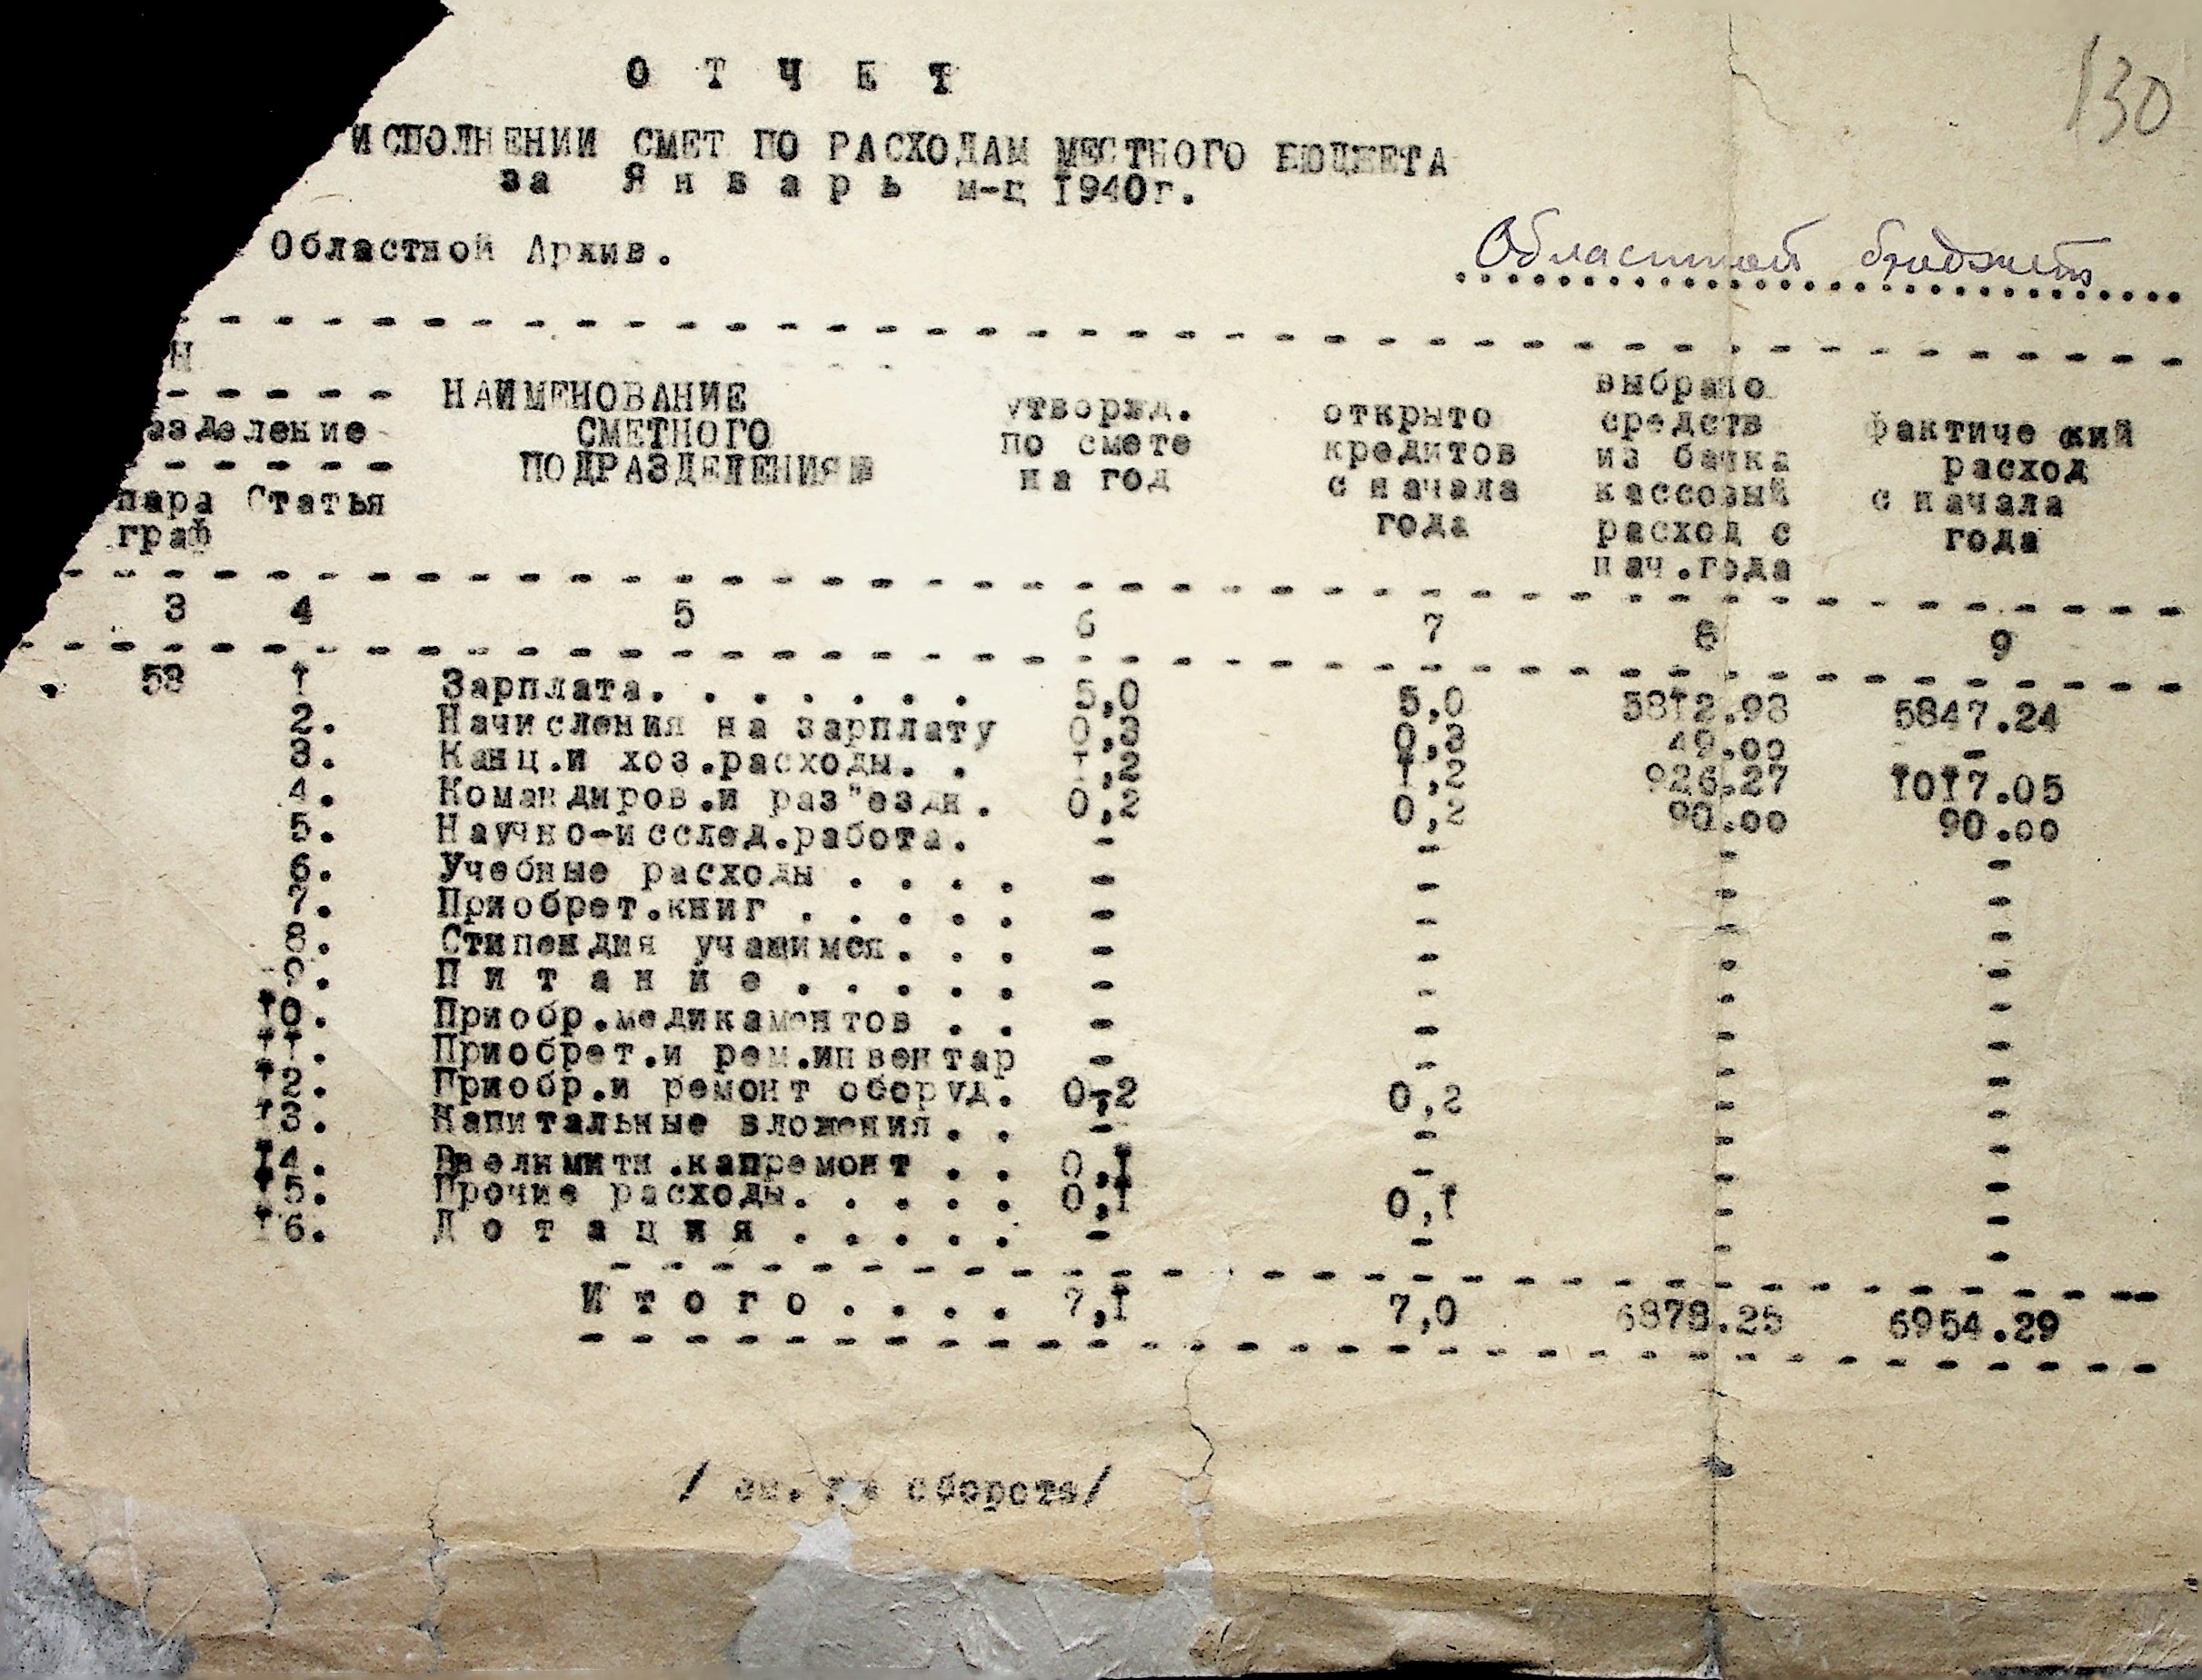 130
О Т Ч Е Т
ИСПОЛНЕНИИ СМЕТ ПО РАСХОДАМ МЕСТНОГО БЮДЖЕТА
за Январь м-ц 1940г.
Областной Архив.
Областной бюджет
НАИМЕНОВАНИЕ СМЕТНОГО ПОДРАЗДЕЛЕНИЯ
азделение
пара граф Статья
утвержд. по смете на год
открыто кредитов с начала года
выбрано средств из банка кассовый расход с нач.года
фактический расход с начала года
3 4 5 6 7 8 9
58 1 Зарплата. . . . . . . 5,0 5,0 5812.98 5847.24
2. Начисления на зарплату 0,3 0,3 49.00 -
3. Канц.и хоз.расходы. . 1,2 1,2 926.27 1017.05
4. Командиров.и раз"ездн. 0,2 0,2 90.00 90.00
5. Научно-исслед.работа. - - - -
6. Учебные расходы . . . . - - - -
7. Приобрет.книг . . . . . - - - -
8. Стипендия учащимся. . . - - - -
9. П и т а н и е . . . . . - - - -
10. Приобр.медикаментов . . - - - -
11. Приобрет.и рем.инвентар - - - -
12. Приобр.и ремонт оборуд. 0,2 0,2 - -
13. Капитальные вложения. . - - - -
14. Внелимитн.капремонт . . 0,1 - - -
15. Прочие расходы. . . . . 0,1 0,1 - -
16. Д о т а ц и я . . . . . - - - -
И т о г о . . . . 7,1 7,0 6878.25 6954.29
/ см. на обороте/